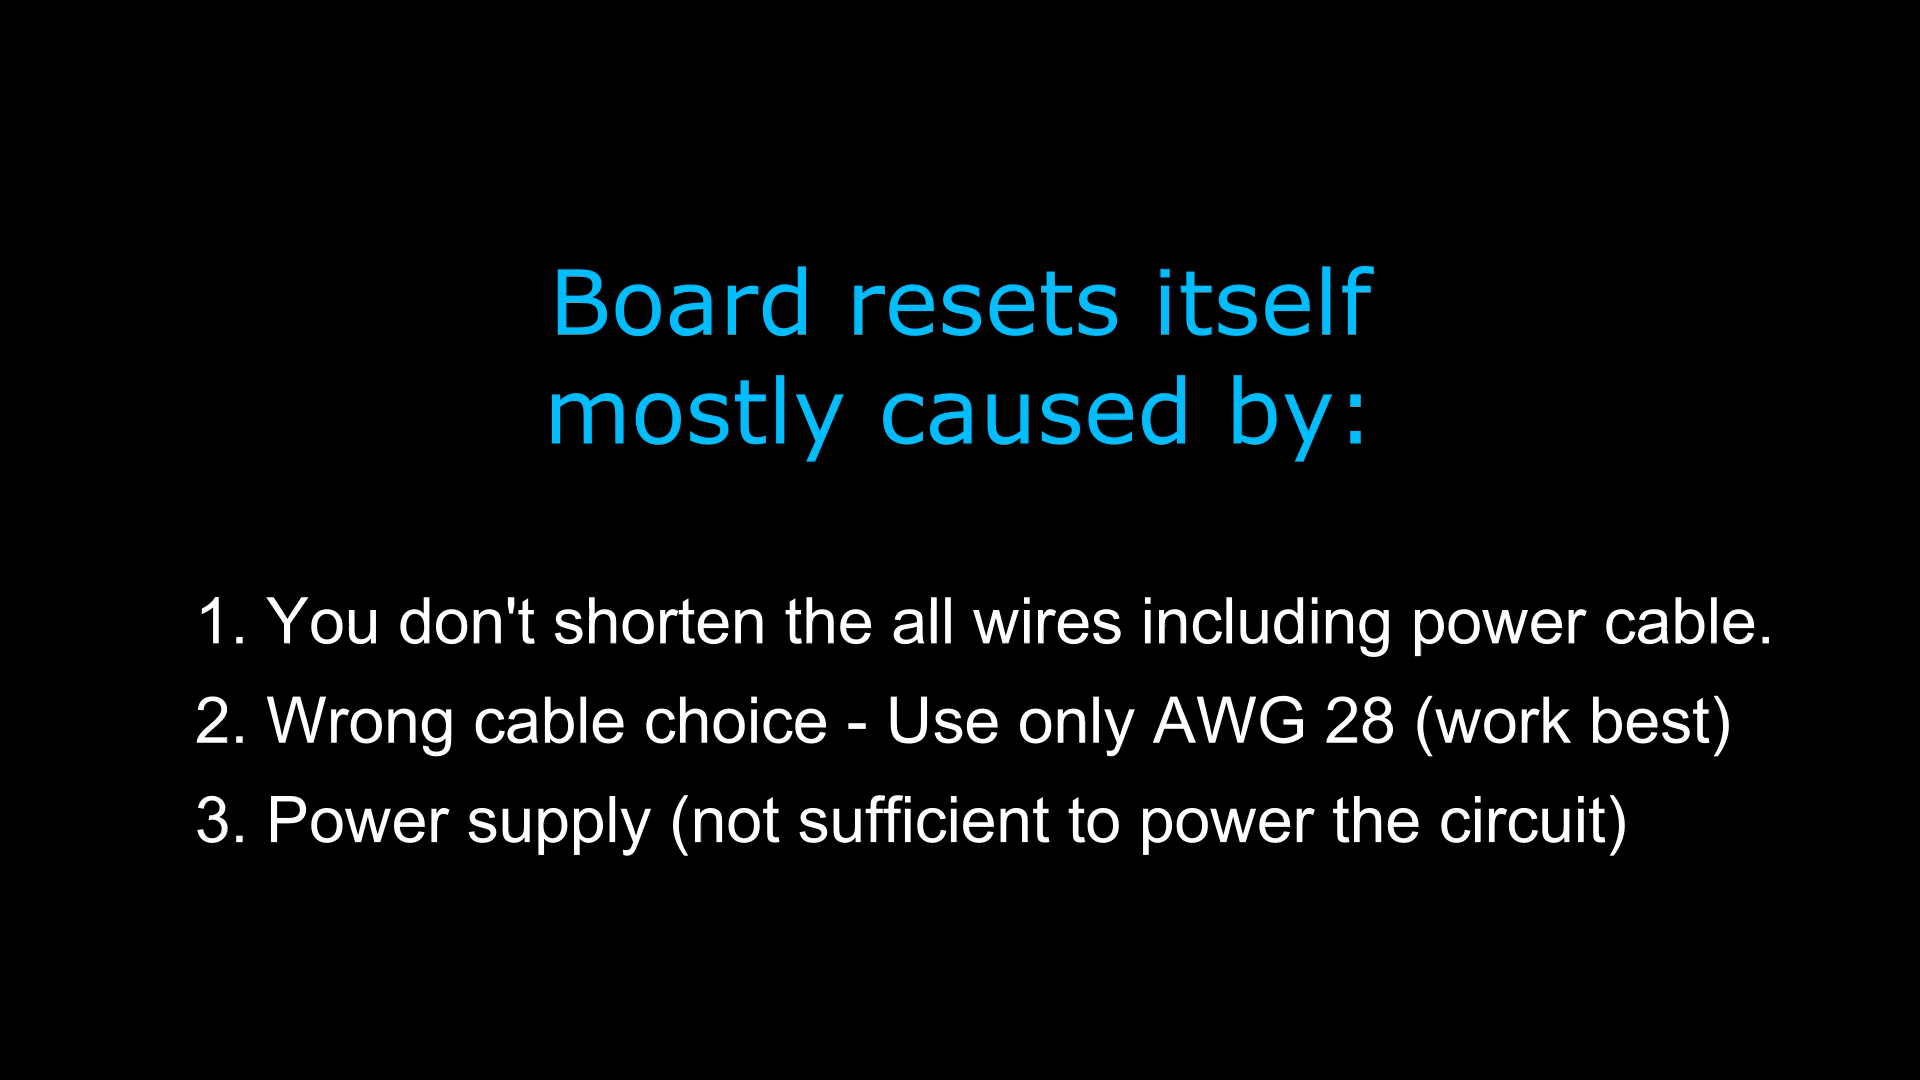 Board resets itself
mostly caused by:
1. You don't shorten the all wires including power cable.
2. Wrong cable choice - Use only AWG 28 (work best)
3. Power supply (not sufficient to power the circuit)